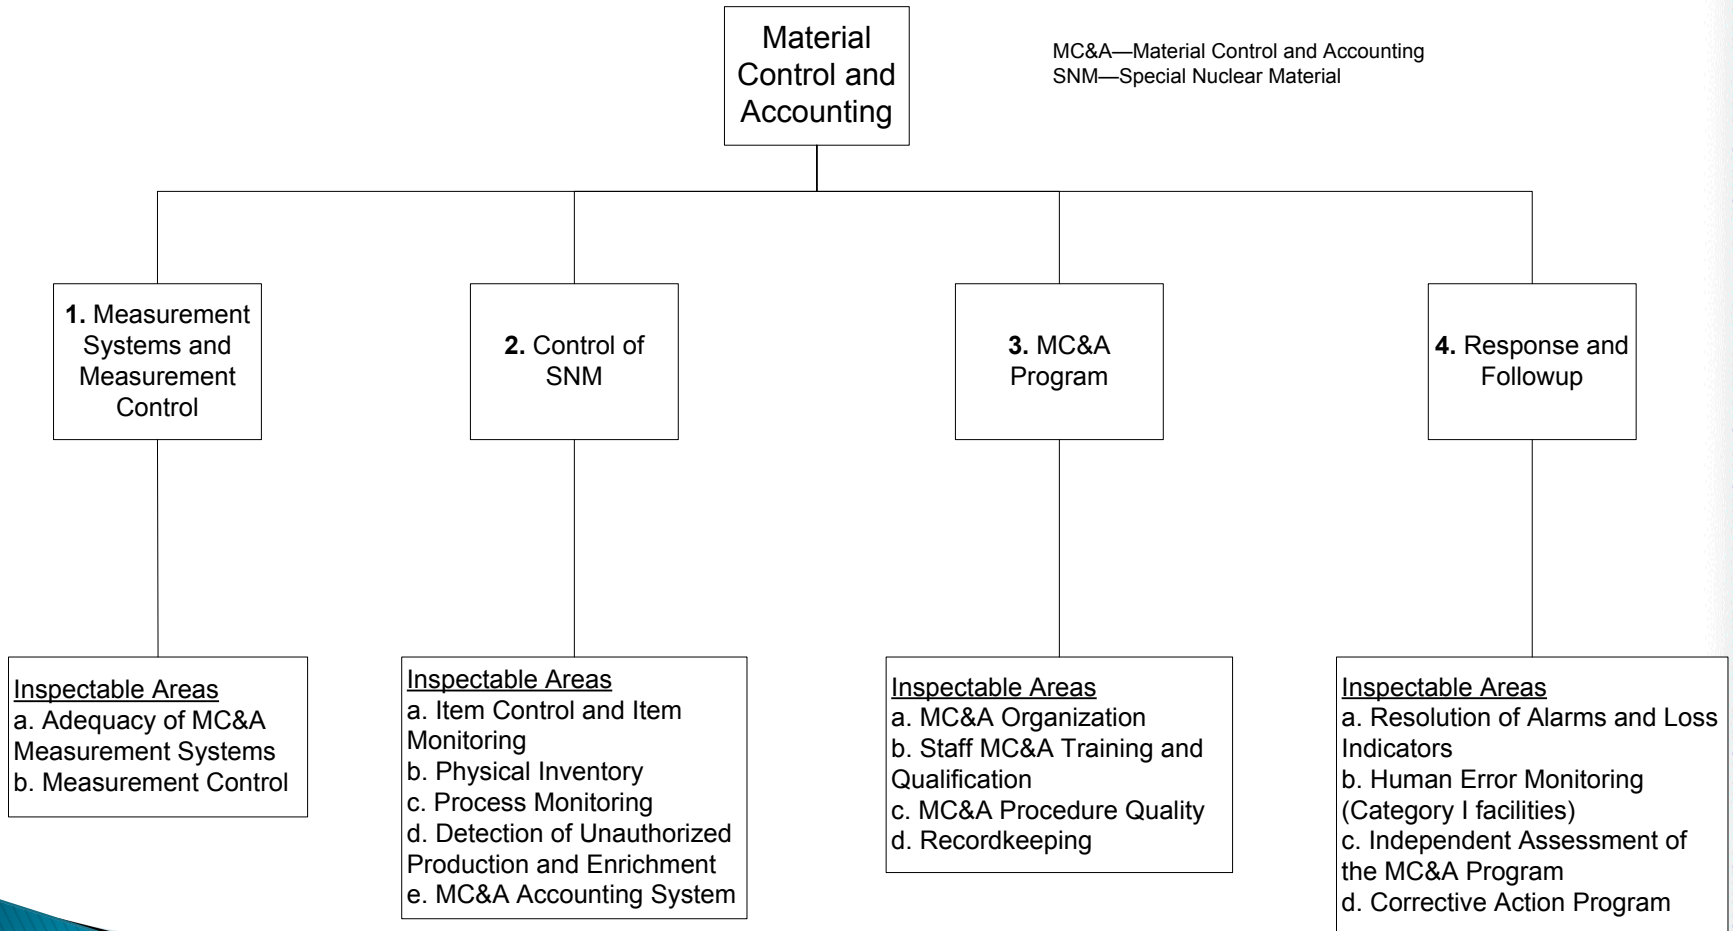 Material
Control and
Accounting
MC&A—Material Control and Accounting
SNM—Special Nuclear Material
1. Measurement
Systems and
Measurement
Control
2. Control of
SNM
3. MC&A
Program
4. Response and
Followup
Inspectable Areas
a. Adequacy of MC&A
Measurement Systems
b. Measurement Control
Inspectable Areas
a. Item Control and Item
Monitoring
b. Physical Inventory
c. Process Monitoring
d. Detection of Unauthorized
Production and Enrichment
e. MC&A Accounting System
Inspectable Areas
a. MC&A Organization
b. Staff MC&A Training and
Qualification
c. MC&A Procedure Quality
d. Recordkeeping
Inspectable Areas
a. Resolution of Alarms and Loss
Indicators
b. Human Error Monitoring
(Category I facilities)
c. Independent Assessment of
the MC&A Program
d. Corrective Action Program